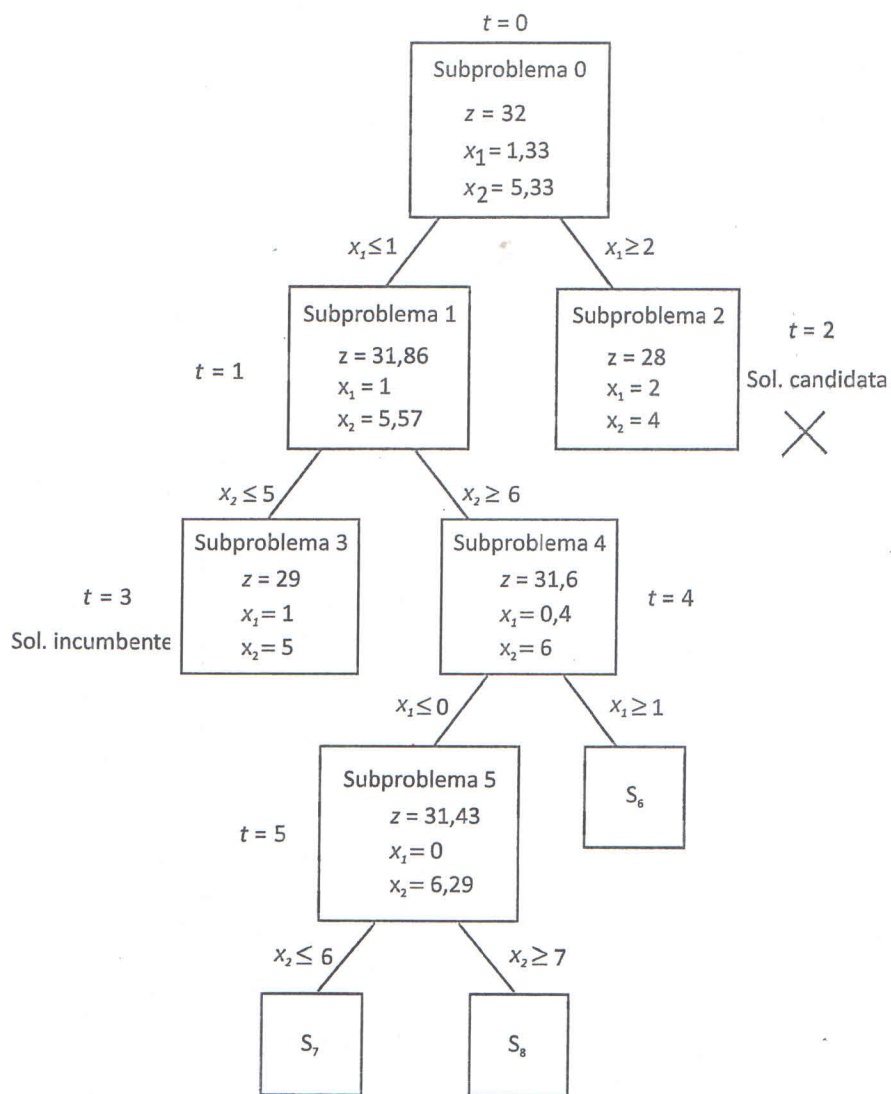 t = 0
Subproblema 0
z = 32
x₁ = 1,33
x₂ = 5,33
x₁ ≤ 1
x₁ ≥ 2
Subproblema 1
z = 31,86
x₁ = 1
x₂ = 5,57
t = 1
Subproblema 2
z = 28
x₁ = 2
x₂ = 4
t = 2
Sol. candidata
x₂ ≤ 5
x₂ ≥ 6
Subproblema 3
z = 29
x₁ = 1
x₂ = 5
t = 3
Sol. incumbente
Subproblema 4
z = 31,6
x₁ = 0,4
x₂ = 6
t = 4
x₁ ≤ 0
x₁ ≥ 1
Subproblema 5
z = 31,43
x₁ = 0
x₂ = 6,29
t = 5
S₆
x₂ ≤ 6
x₂ ≥ 7
S₇
S₈